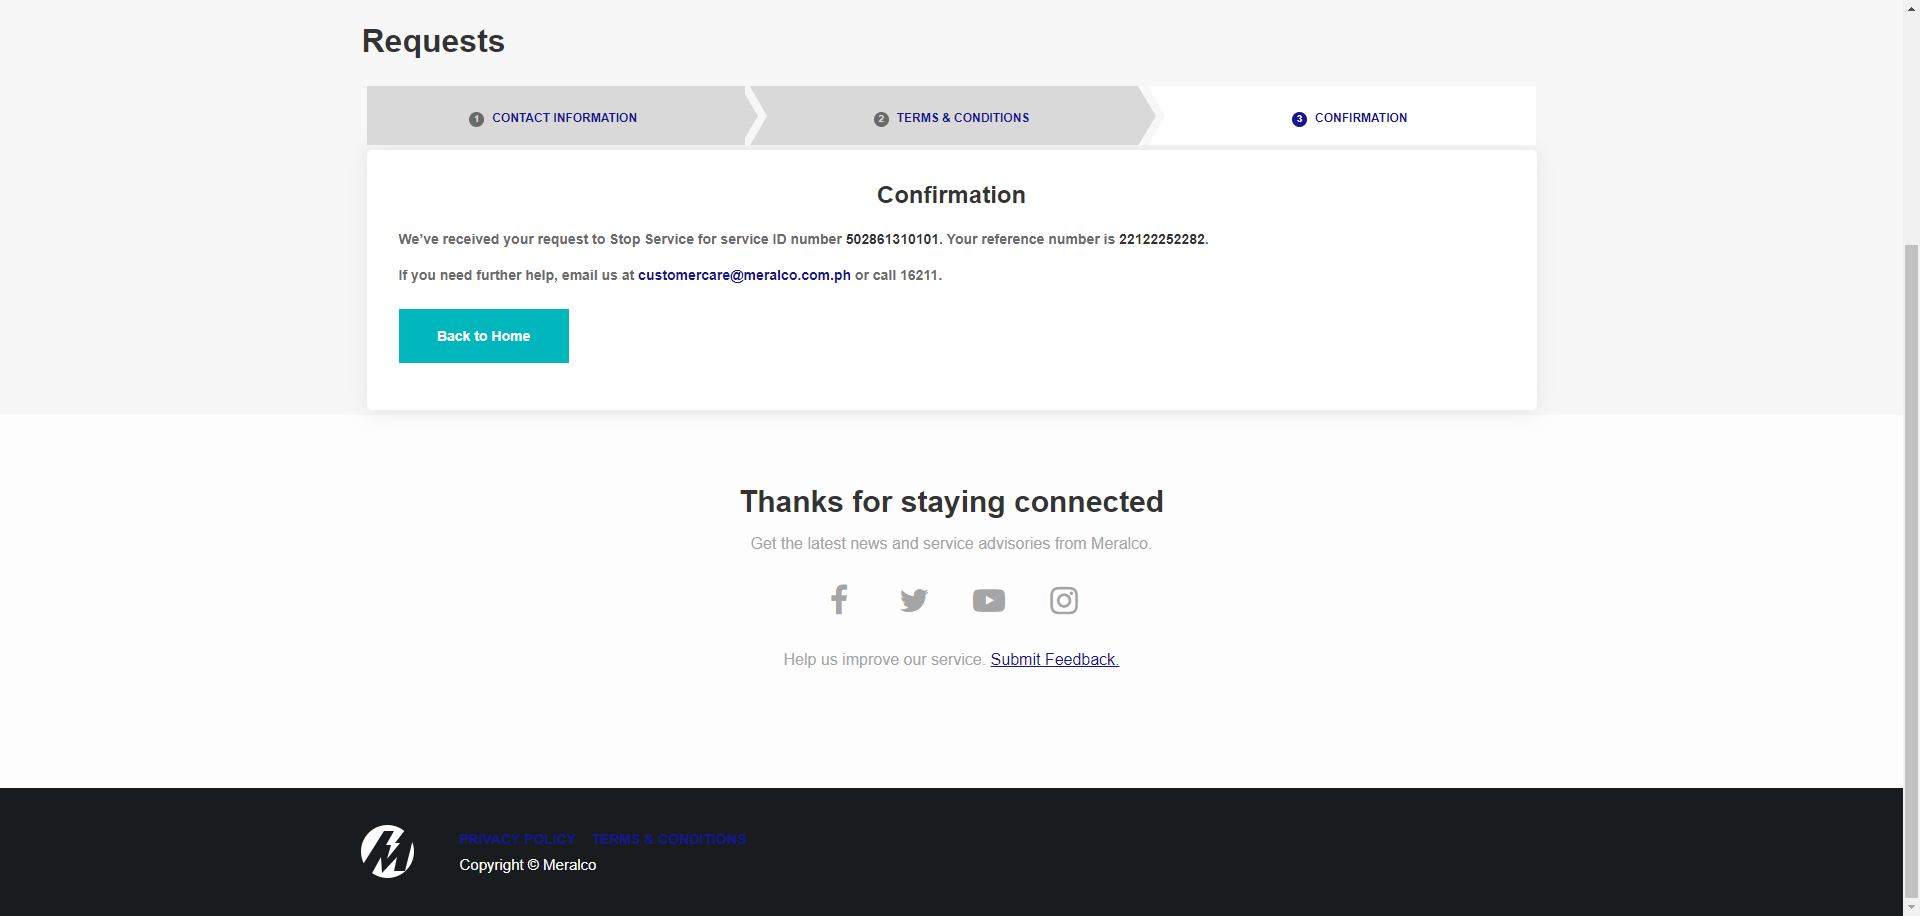 Requests
1 CONTACT INFORMATION
2 TERMS & CONDITIONS
3 CONFIRMATION
Confirmation
We've received your request to Stop Service for service ID number 502861310101. Your reference number is 22122252282.
If you need further help, email us at customercare@meralco.com.ph or call 16211.
Back to Home
Thanks for staying connected
Get the latest news and service advisories from Meralco.
Help us improve our service. Submit Feedback.
PRIVACY POLICY TERMS & CONDITIONS
Copyright © Meralco